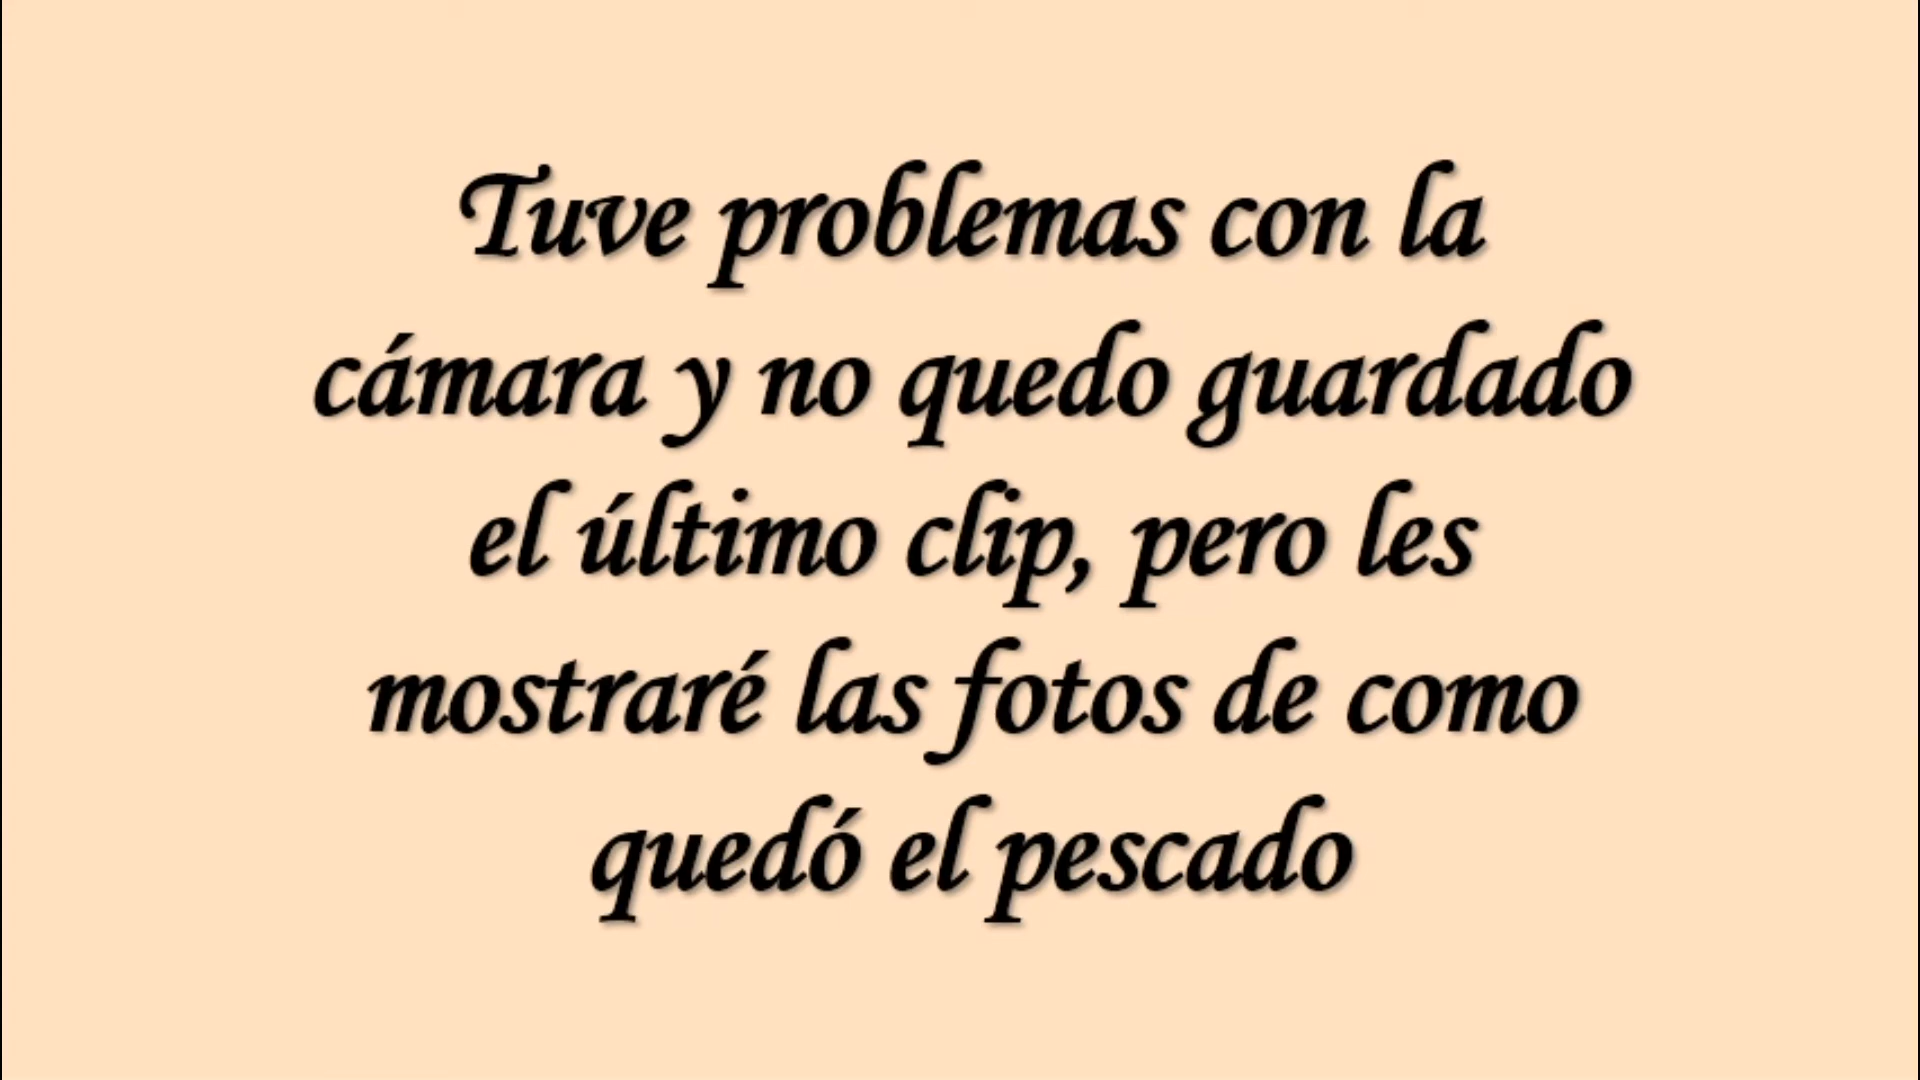 Tuve problemas con la
cámara y no quedo guardado
el último clip, pero les
mostraré las fotos de como
quedó el pescado